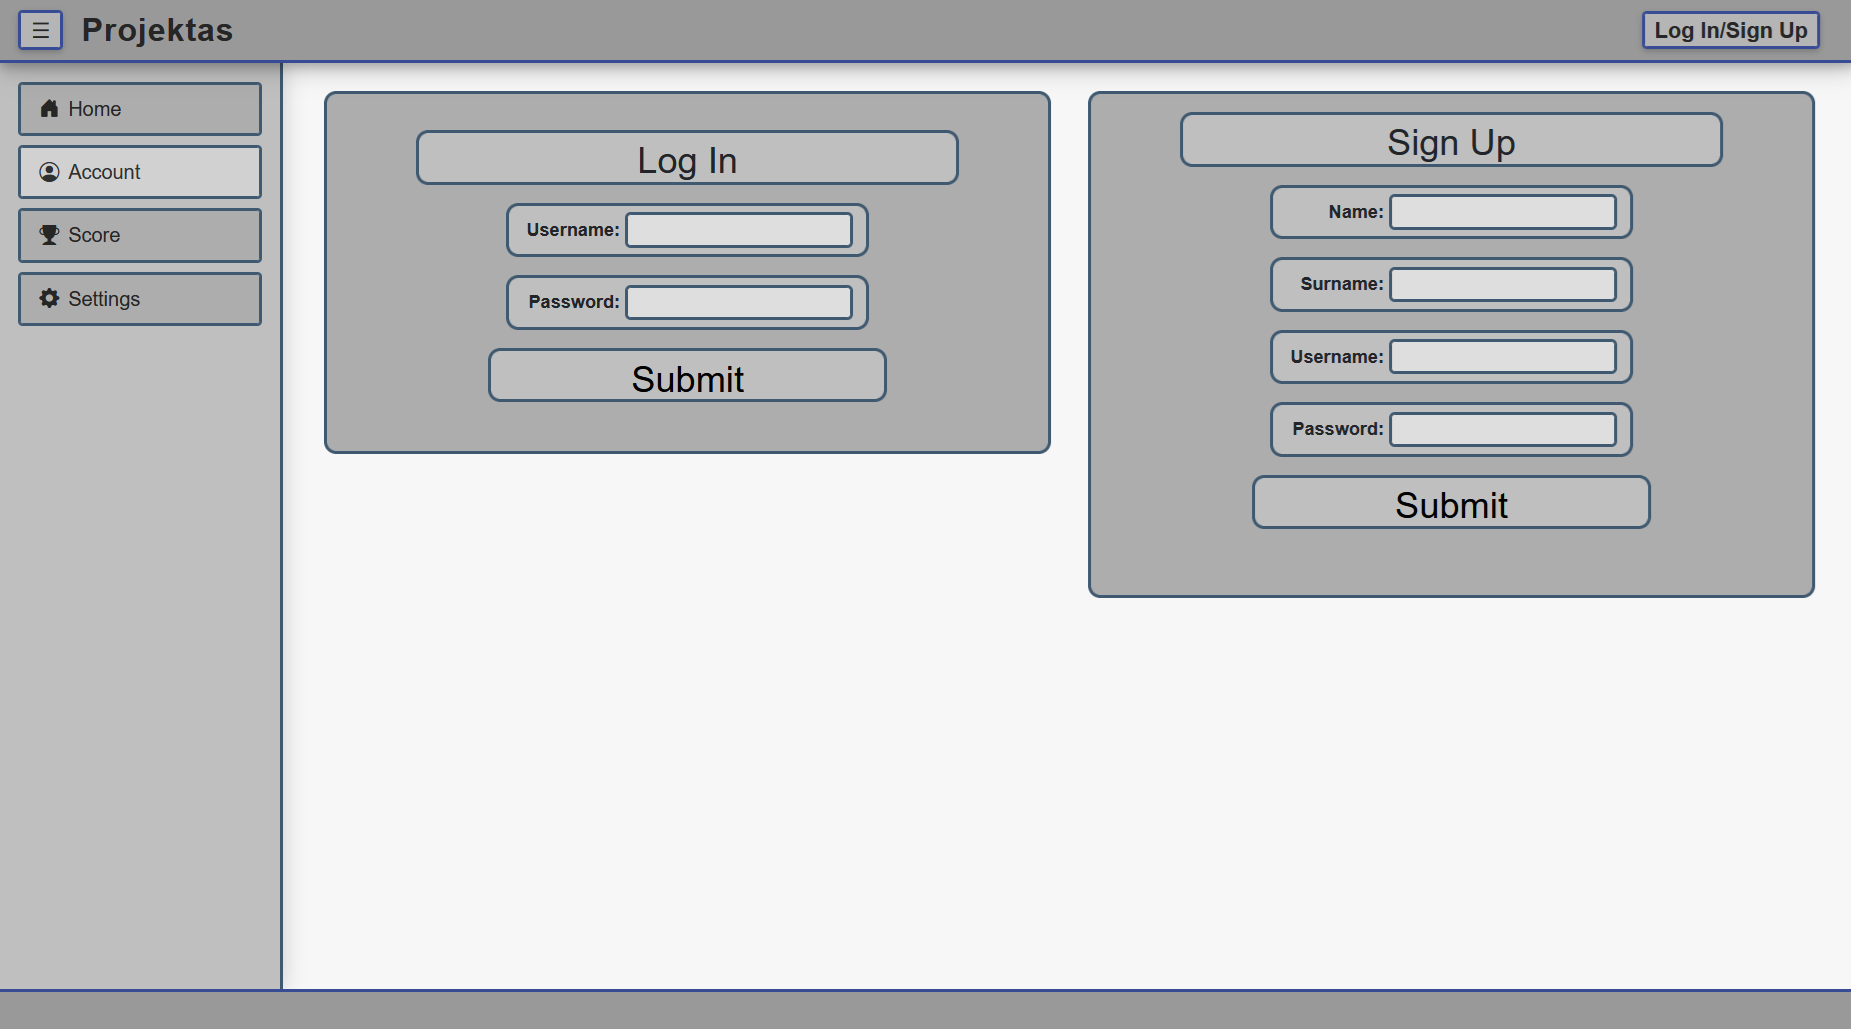 ☰ Projektas
Log In/Sign Up
Home
Account
Score
Settings
Log In
Username:
Password:
Submit
Sign Up
Name:
Surname:
Username:
Password:
Submit